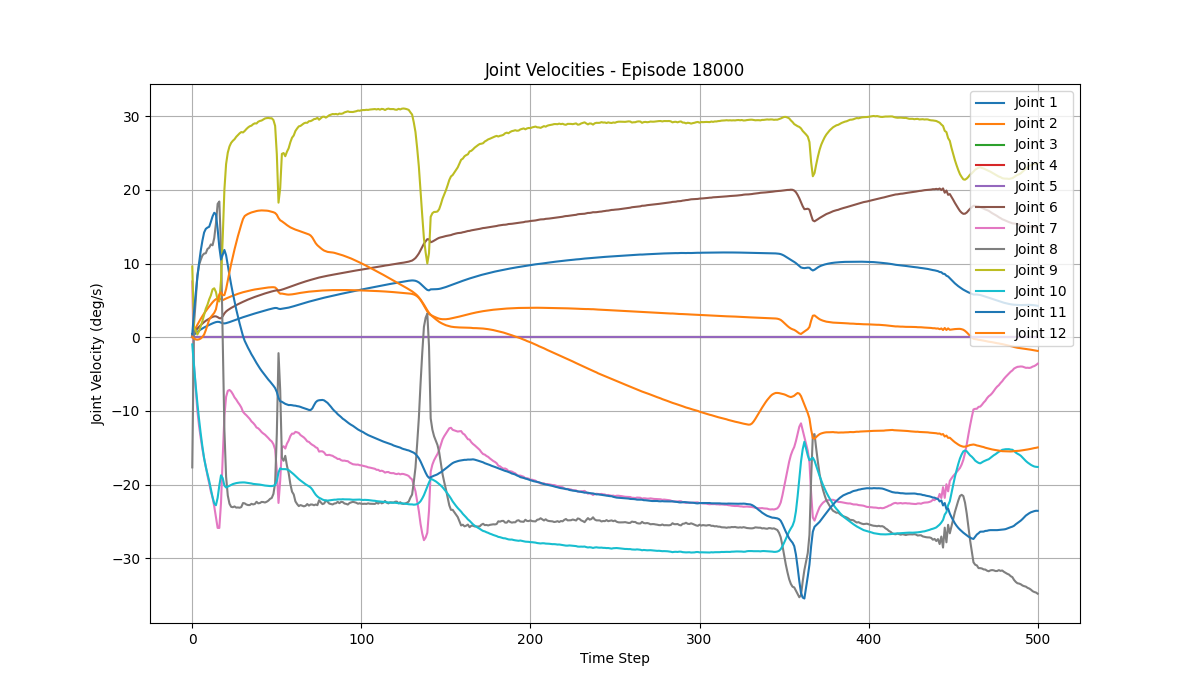 Joint Velocities - Episode 18000
Joint Velocity (deg/s)
30
20
10
0
−10
−20
−30
0
100
200
300
400
500
Time Step
Joint 1
Joint 2
Joint 3
Joint 4
Joint 5
Joint 6
Joint 7
Joint 8
Joint 9
Joint 10
Joint 11
Joint 12